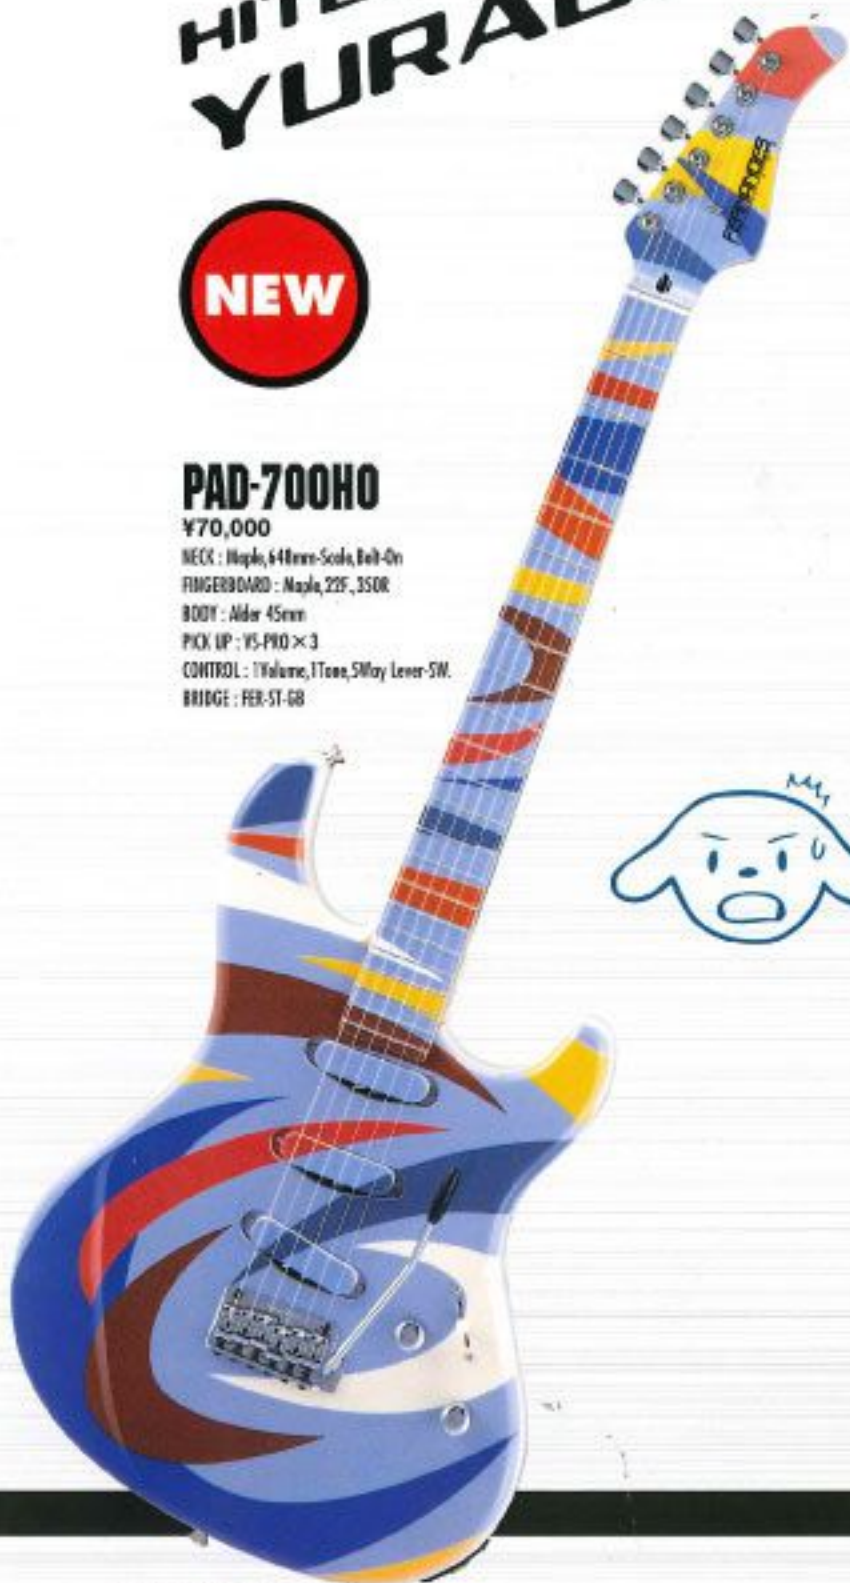 YURA
NEW
FERNANDES
PAD-700HO
¥70,000
NECK : Maple,648mm-Scale,Bolt-On
FINGERBOARD : Maple,22F.,350R
BODY : Alder 45mm
PICK UP : VS-PRO×3
CONTROL : 1Volume,1Tone,5Way Lever-SW.
BRIDGE : FER-ST-GB